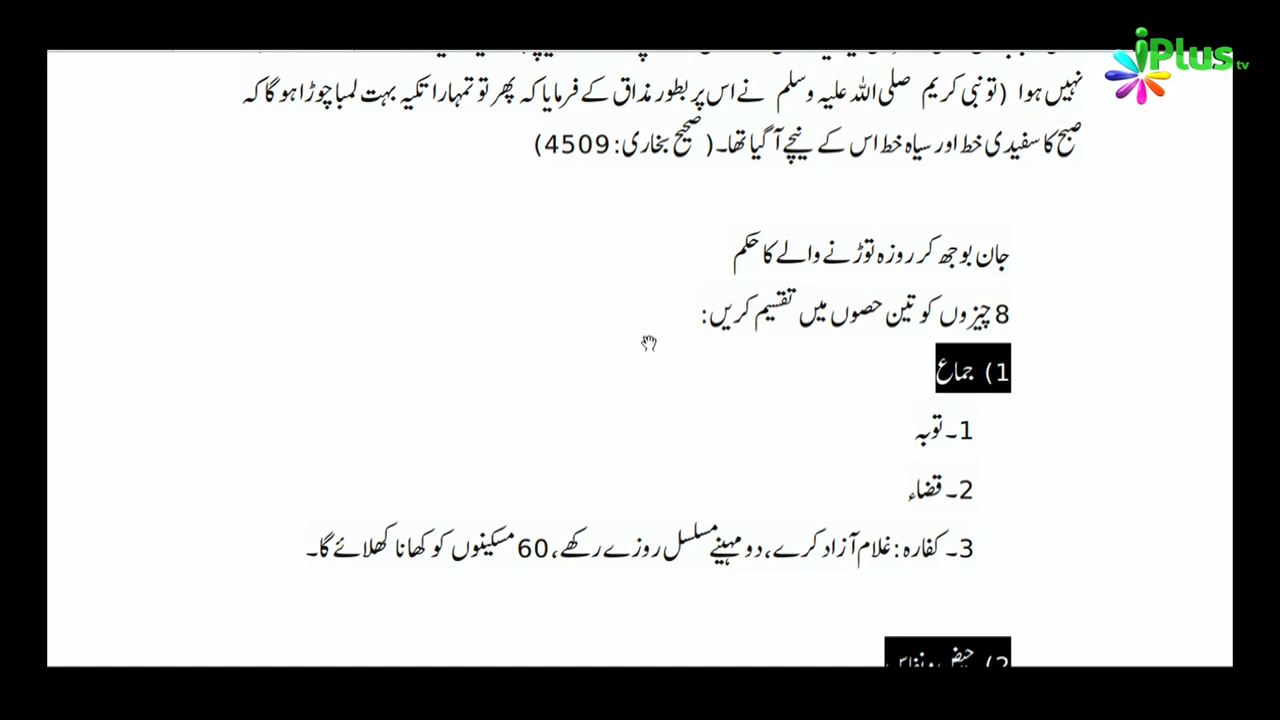 iPlus tv
نہیں ہوا (تو نبی کریم صلی اللہ علیہ وسلم نے اس پر بطور مذاق کے فرمایا کہ پھر تو تمہارا تکیہ بہت لمبا چوڑا ہو گا کہ
صبح کا سفیدی خط اور سیاہ خط اس کے نیچے آ گیا تھا۔ (صحیح بخاری: 4509)
جان بوجھ کر روزہ توڑنے والے کا حکم
8 چیزوں کو تین حصوں میں تقسیم کریں:
1) جماع
1۔ توبہ
2۔ قضاء
3۔ کفارہ: غلام آزاد کرے، دو مہینے مسلسل روزے رکھے، 60 مسکینوں کو کھانا کھلائے گا۔
2) حیض و نفاس